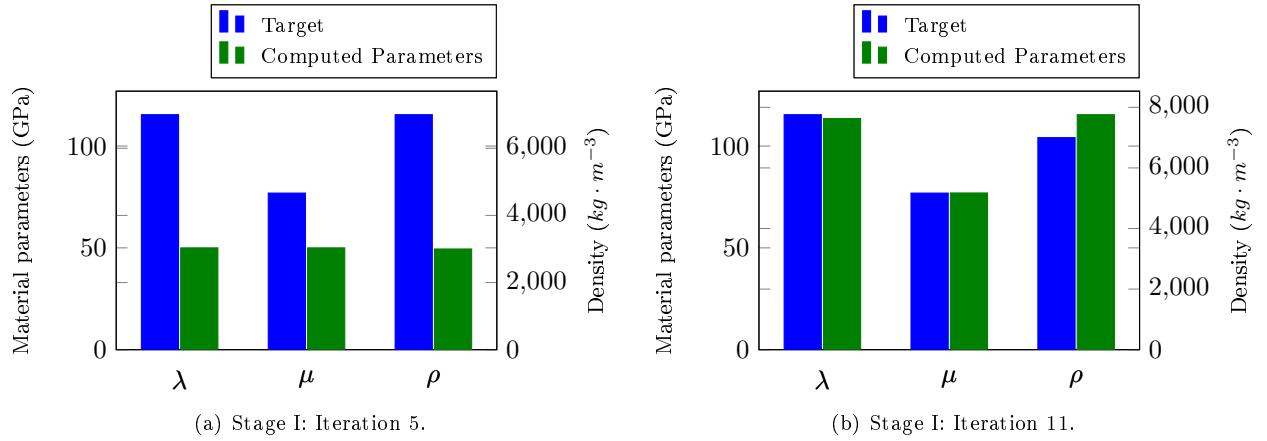 Target
Computed Parameters
Material parameters (GPa)
100
50
0
6,000
4,000
2,000
0
Density ($kg \cdot m^{-3}$)
λ
μ
ρ
(a) Stage I: Iteration 5.
Target
Computed Parameters
Material parameters (GPa)
100
50
0
8,000
6,000
4,000
2,000
0
Density ($kg \cdot m^{-3}$)
λ
μ
ρ
(b) Stage I: Iteration 11.